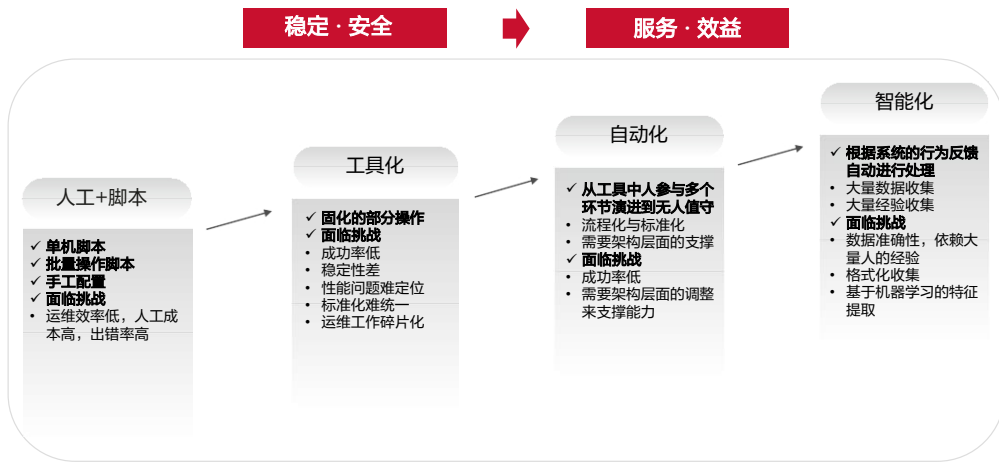 稳定 · 安全
服务 · 效益
人工+脚本
✓ 单机脚本
✓ 批量操作脚本
✓ 手工配置
✓ 面临挑战
• 运维效率低，人工成
本高，出错率高
工具化
✓ 固化的部分操作
✓ 面临挑战
• 成功率低
• 稳定性差
• 性能问题难定位
• 标准化难统一
• 运维工作碎片化
自动化
✓ 从工具中人参与多个
环节演进到无人值守
• 流程化与标准化
• 需要架构层面的支撑
✓ 面临挑战
• 成功率低
• 需要架构层面的调整
来支撑能力
智能化
✓ 根据系统的行为反馈
自动进行处理
• 大量数据收集
• 大量经验收集
✓ 面临挑战
• 数据准确性，依赖大
量人的经验
• 格式化收集
• 基于机器学习的特征
提取